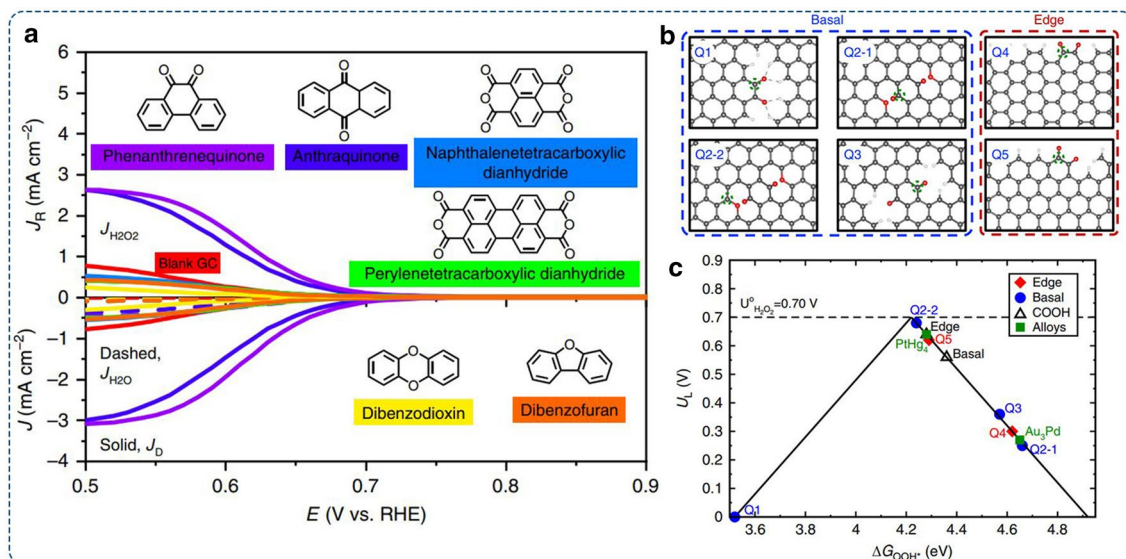 a
6
5
4
3
2
1
0
−1
−2
−3
−4
J_R (mA cm−2)
J (mA cm−2)
Phenanthrenequinone
Anthraquinone
Naphthalenetetracarboxylic
dianhydride
Perylenetetracarboxylic dianhydride
J_H2O2
Blank GC
Dashed,
J_H2O
Solid, J_D
Dibenzodioxin
Dibenzofuran
O O
O
O
O O
O O
O O
O O
O O
O O
O
O
O
0.5 0.6 0.7 0.8 0.9
E (V vs. RHE)
b
Basal
Edge
Q1
Q2-1
Q4
Q2-2
Q3
Q5
c
0.9
0.8
0.7
0.6
0.5
0.4
0.3
0.2
0.1
0
U_L (V)
U°H2O2=0.70 V
Edge
Basal
COOH
Alloys
Q2-2
Edge
PtHg4
Q5
Basal
Q3
Q4
Au3Pd
Q2-1
Q1
3.6 3.8 4 4.2 4.4 4.6 4.8
ΔG_OOH* (eV)